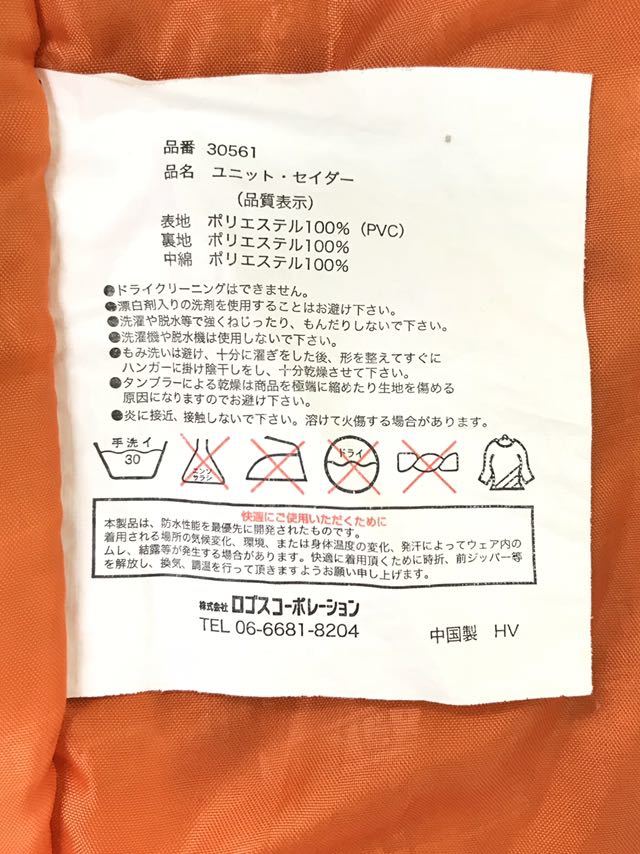 品番 30561
品名 ユニット・セイダー
（品質表示）
表地 ポリエステル100%（PVC）
裏地 ポリエステル100%
中綿 ポリエステル100%
●ドライクリーニングはできません。
●漂白剤入りの洗剤を使用することはお避け下さい。
●洗濯や脱水等で強くねじったり、もんだりしないで下さい。
●洗濯機や脱水機は使用しないで下さい。
●もみ洗いは避け、十分に濯ぎをした後、形を整えてすぐに
ハンガーに掛け陰干しをし、十分乾燥させて下さい。
●タンブラーによる乾燥は商品を極端に縮めたり生地を傷める
原因になりますのでお避け下さい。
●炎に接近、接触しないで下さい。溶けて火傷する場合があります。
手洗イ
30
エンソ
サラシ
ドライ
快適にご使用いただくために
本製品は、防水性能を最優先に開発されたものです。
着用される場所の気候変化、環境、または身体温度の変化、発汗によってウェア内の
ムレ、結露等が発生する場合があります。快適に着用頂くために時折、前ジッパー等
を解放し、換気、調温を行って頂きますようお願い申し上げます。
株式会社 ロゴスコーポレーション
TEL 06-6681-8204
中国製 HV